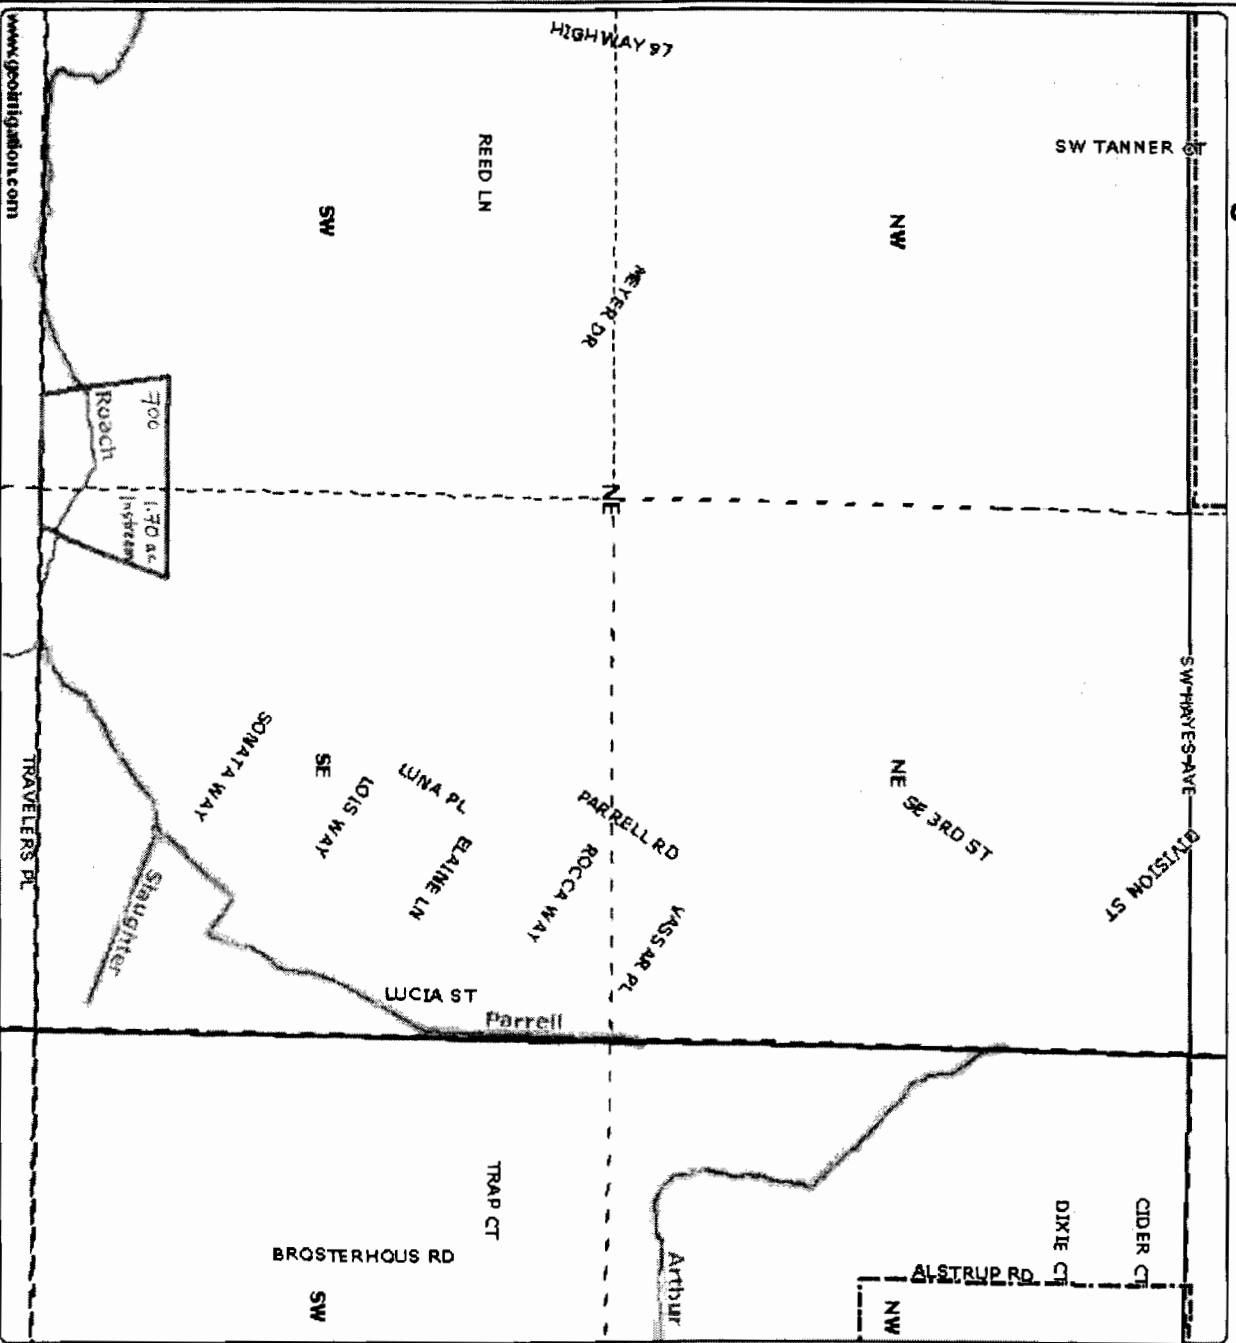 HIGHWAY 97
SW TANNER CT
REED LN
SW
NW
MEYER DR
700
Roach
1.70 ac
Instream
NE
SW HAYES AVE
SONATA WAY
SE
LOIS WAY
LUNA PL
ELAINE LN
PARRELL RD
ROCCA WAY
VASSAR PL
NE
SE 3RD ST
DIVISION ST
TRAVELERS PL
Slaughter
LUCIA ST
Parrell
TRAP CT
BROSTERHOUS RD
SW
Arthur
DIXIE CT
CIDER CT
ALSTRUP RD
NW
www.geoirrigation.com